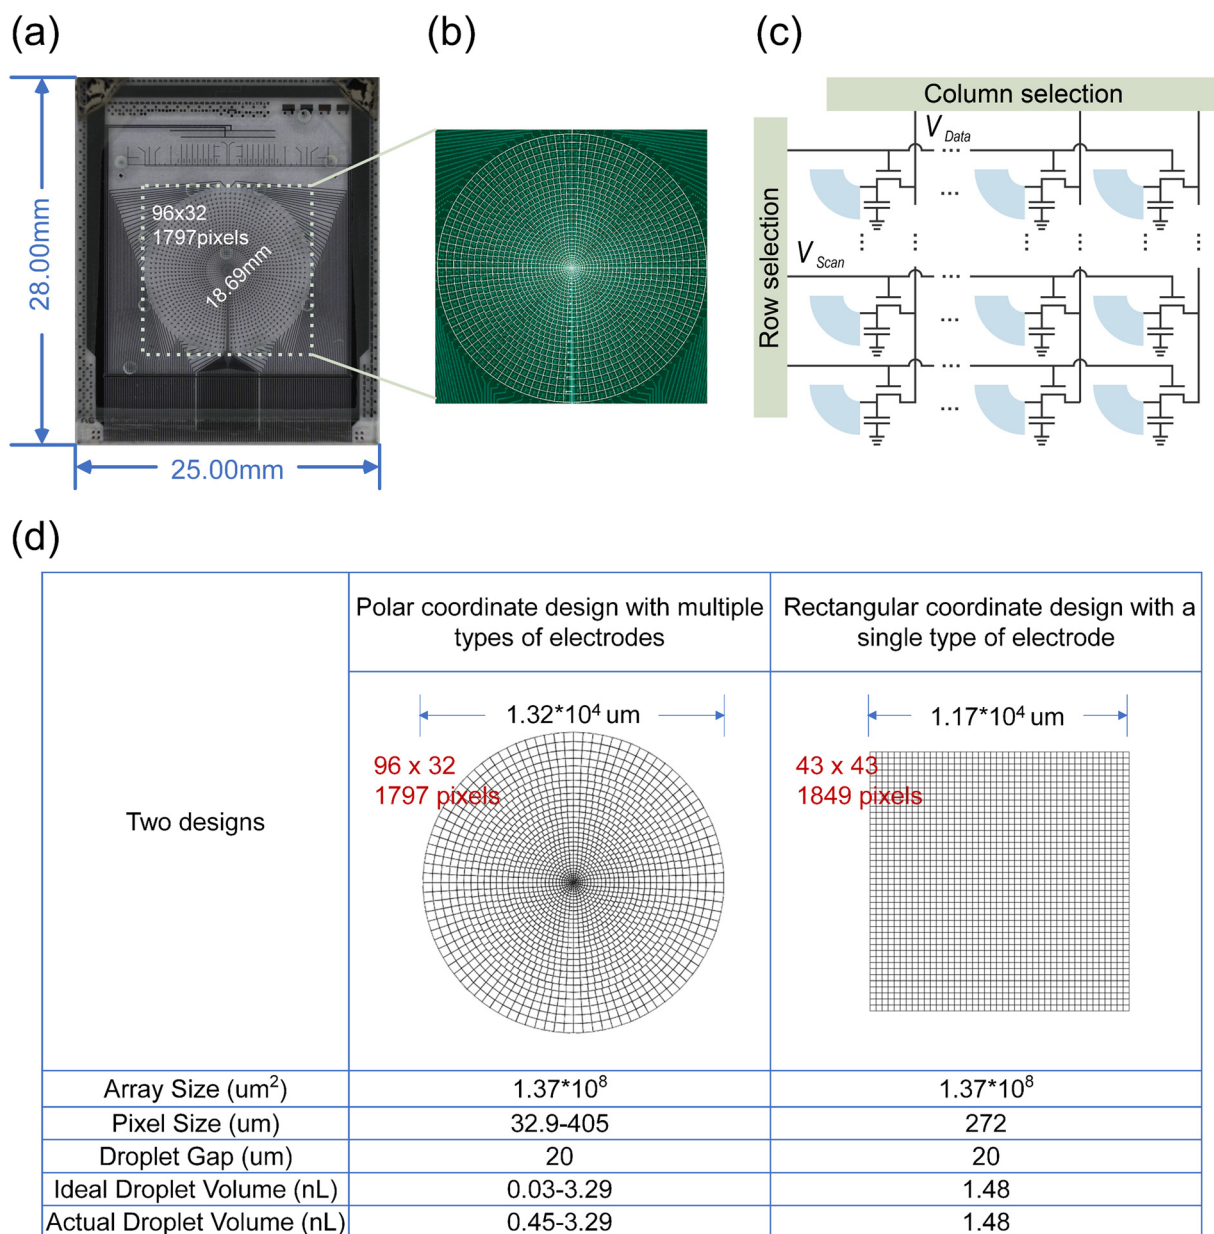 (a)
(b)
(c)
28.00mm
25.00mm
96x32
1797pixels
18.69mm
Column selection
Row selection
V Data
V Scan
(d)
Two designs
Polar coordinate design with multiple
types of electrodes
Rectangular coordinate design with a
single type of electrode
1.32*10⁴ um
96 x 32
1797 pixels
1.17*10⁴ um
43 x 43
1849 pixels
Array Size (um²) 1.37*10⁸ 1.37*10⁸
Pixel Size (um) 32.9-405 272
Droplet Gap (um) 20 20
Ideal Droplet Volume (nL) 0.03-3.29 1.48
Actual Droplet Volume (nL) 0.45-3.29 1.48